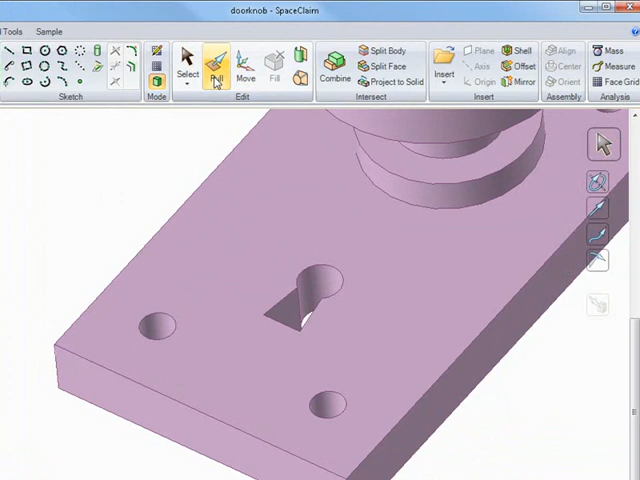 doorknob - SpaceClaim
Tools Sample
Select Pull Move Fill
Combine
Split Body
Split Face
Project to Solid
Insert
Plane
Axis
Origin
Shell
Offset
Mirror
Align
Center
Orient
Mass
Measure
Face Grid
Sketch Mode Edit Intersect Insert Assembly Analysis